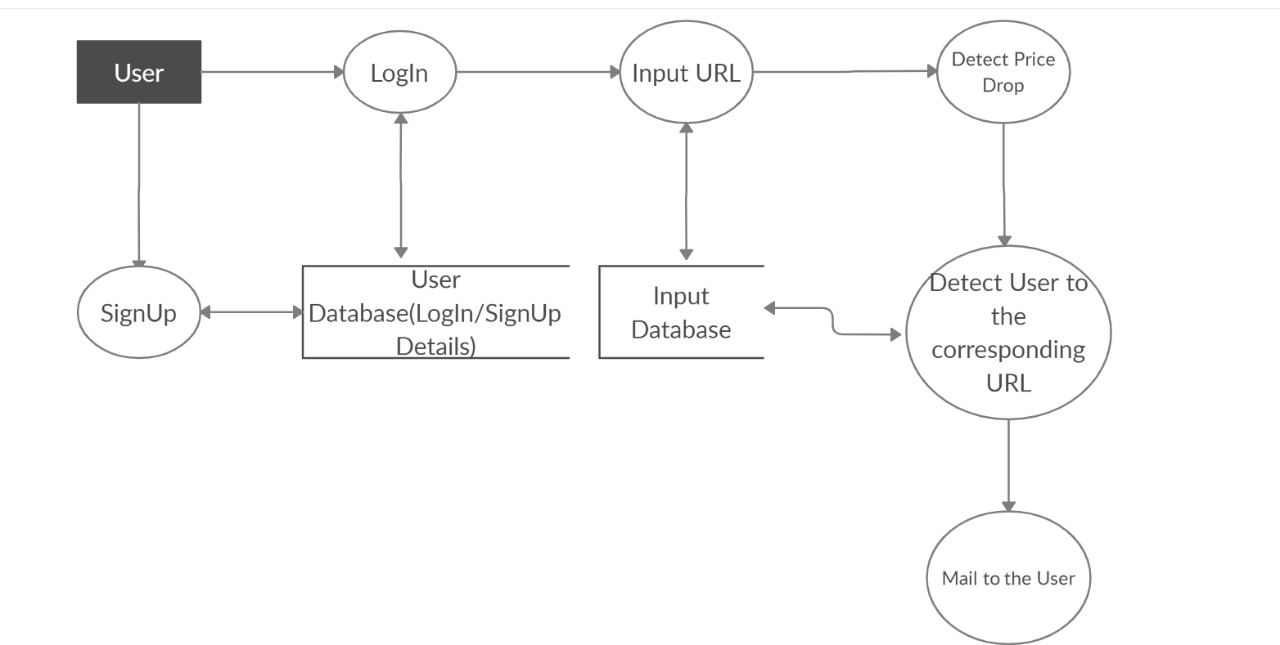 User
LogIn
Input URL
Detect Price
Drop
SignUp
User
Database(LogIn/SignUp
Details)
Input
Database
Detect User to
the
corresponding
URL
Mail to the User